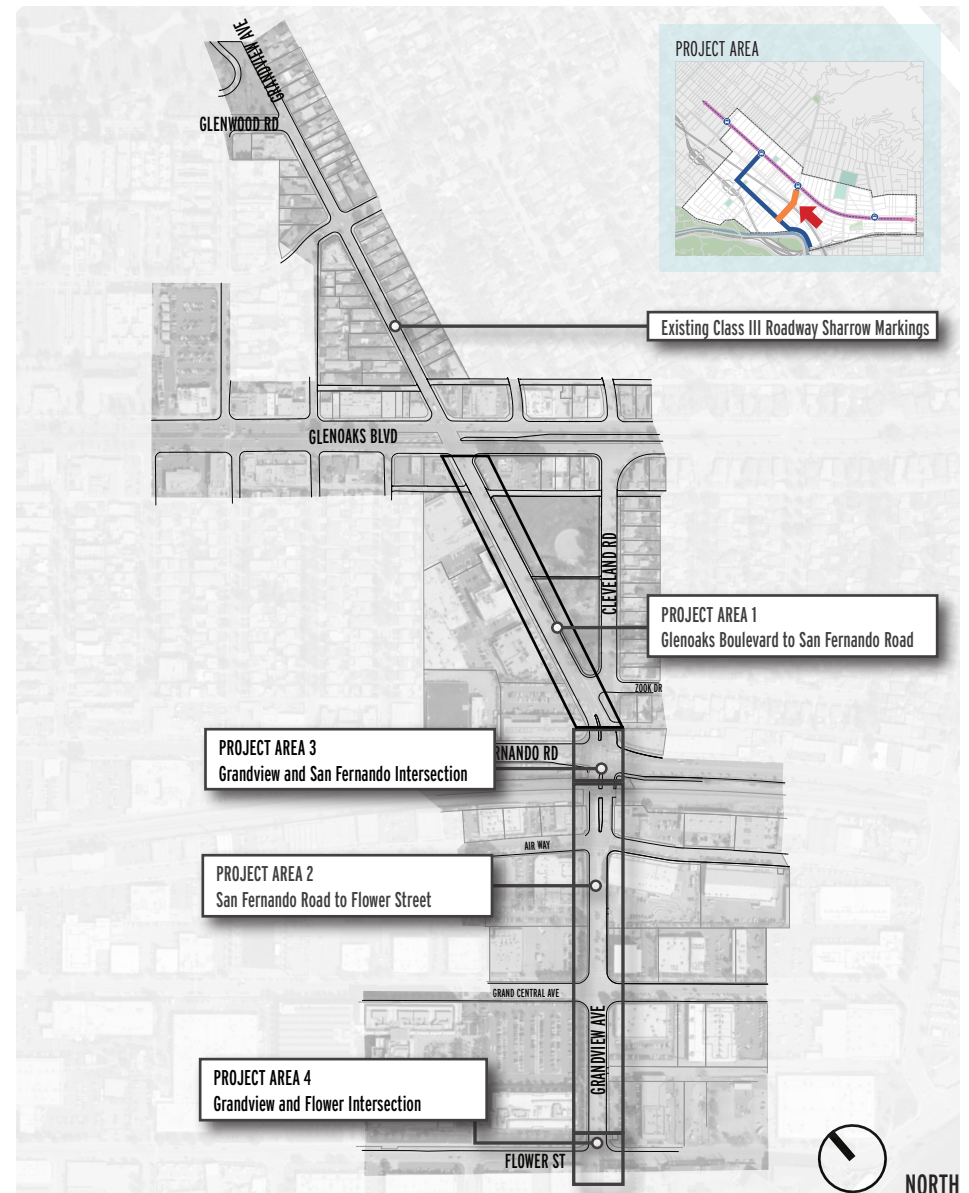 GRANDVIEW AVE
PROJECT AREA
GLENWOOD RD
Existing Class III Roadway Sharrow Markings
GLENOAKS BLVD
CLEVELAND RD
PROJECT AREA 1
Glenoaks Boulevard to San Fernando Road
ZOOK DR
PROJECT AREA 3
Grandview and San Fernando Intersection
RNANDO RD
AIR WAY
PROJECT AREA 2
San Fernando Road to Flower Street
GRAND CENTRAL AVE
GRANDVIEW AVE
PROJECT AREA 4
Grandview and Flower Intersection
FLOWER ST
NORTH